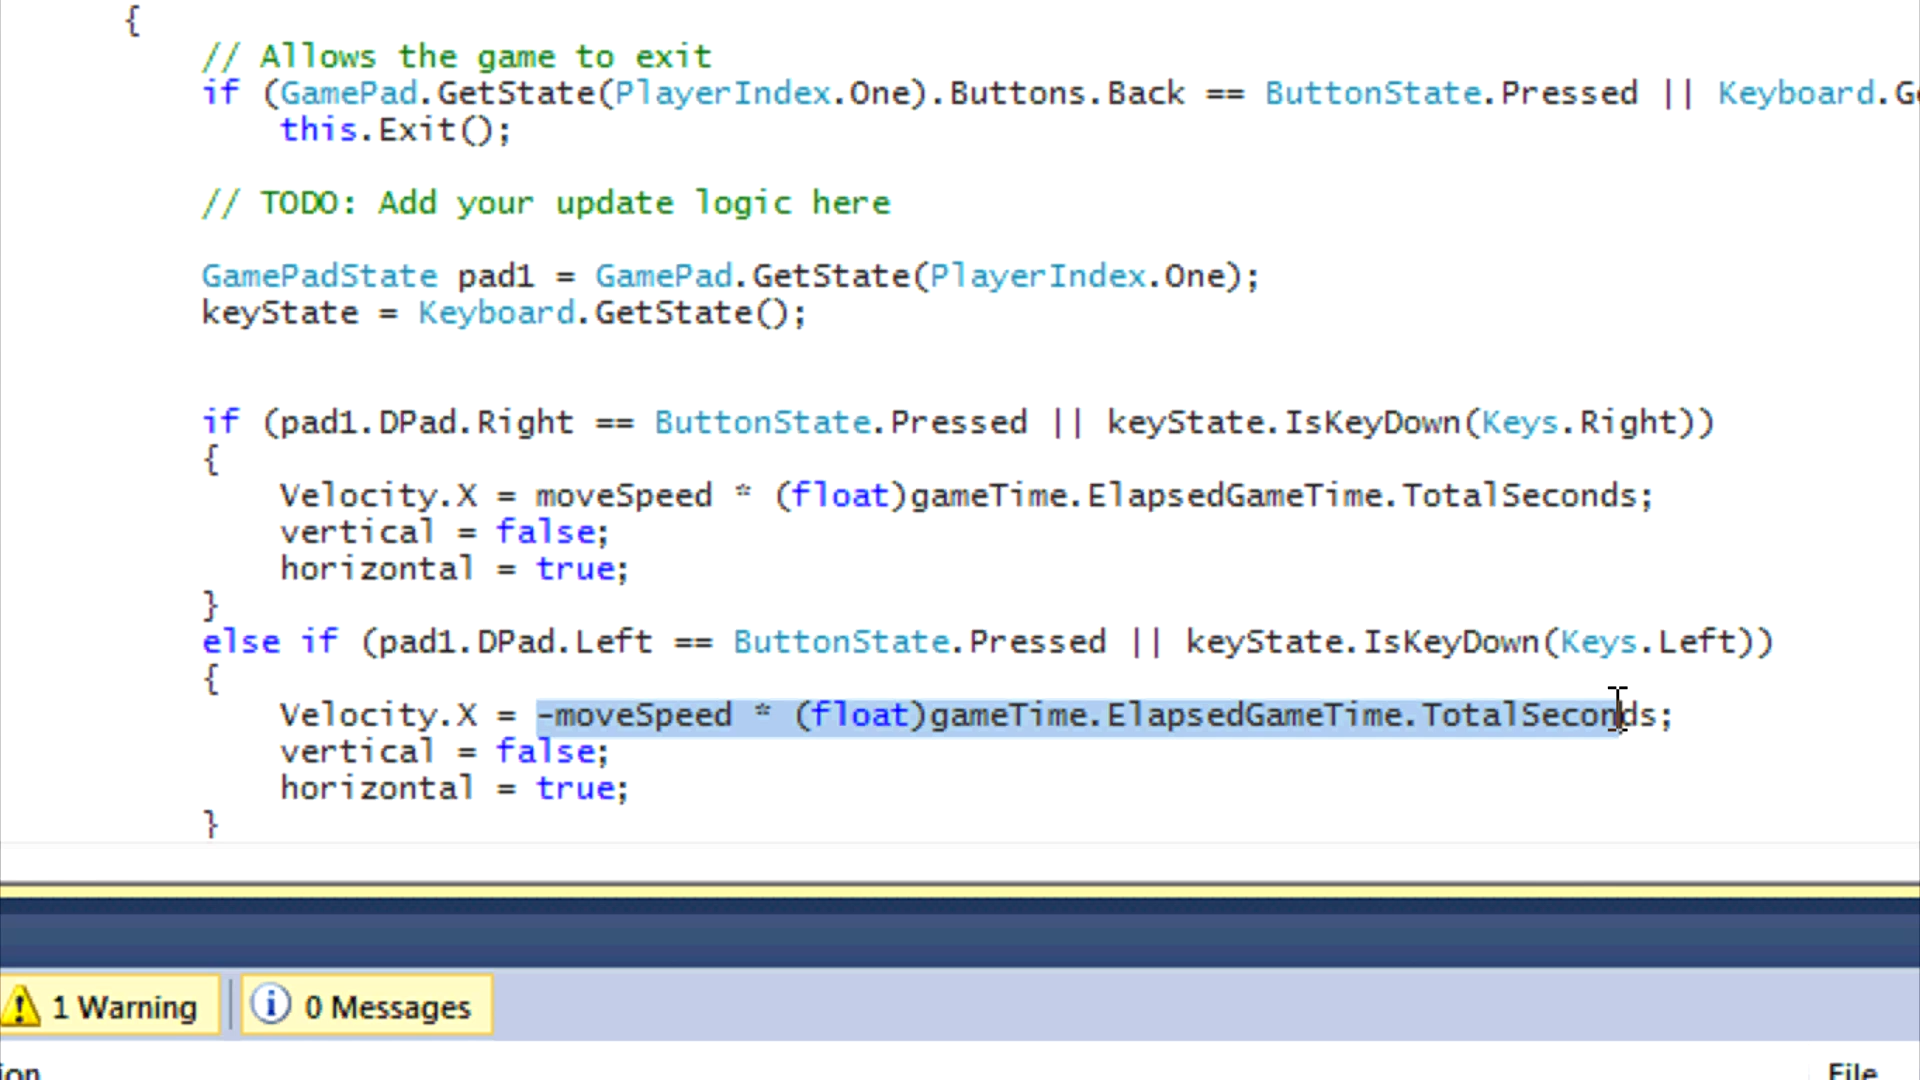 {
// Allows the game to exit
if (GamePad.GetState(PlayerIndex.One).Buttons.Back == ButtonState.Pressed || Keyboard.Ge
this.Exit();
// TODO: Add your update logic here
GamePadState pad1 = GamePad.GetState(PlayerIndex.One);
keyState = Keyboard.GetState();
if (pad1.DPad.Right == ButtonState.Pressed || keyState.IsKeyDown(Keys.Right))
{
Velocity.X = moveSpeed * (float)gameTime.ElapsedGameTime.TotalSeconds;
vertical = false;
horizontal = true;
}
else if (pad1.DPad.Left == ButtonState.Pressed || keyState.IsKeyDown(Keys.Left))
{
Velocity.X = -moveSpeed * (float)gameTime.ElapsedGameTime.TotalSeconds;
vertical = false;
horizontal = true;
}
1 Warning
0 Messages
ion
File